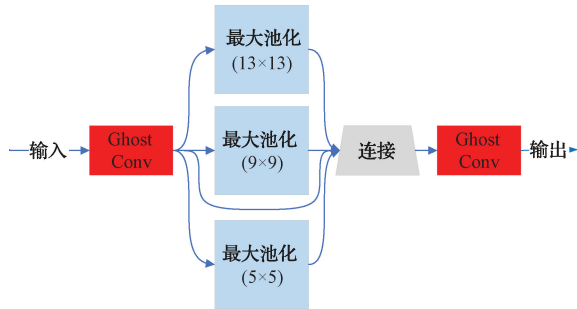 最大池化
(13×13)
输入
Ghost
Conv
最大池化
(9×9)
连接
Ghost
Conv
输出
最大池化
(5×5)